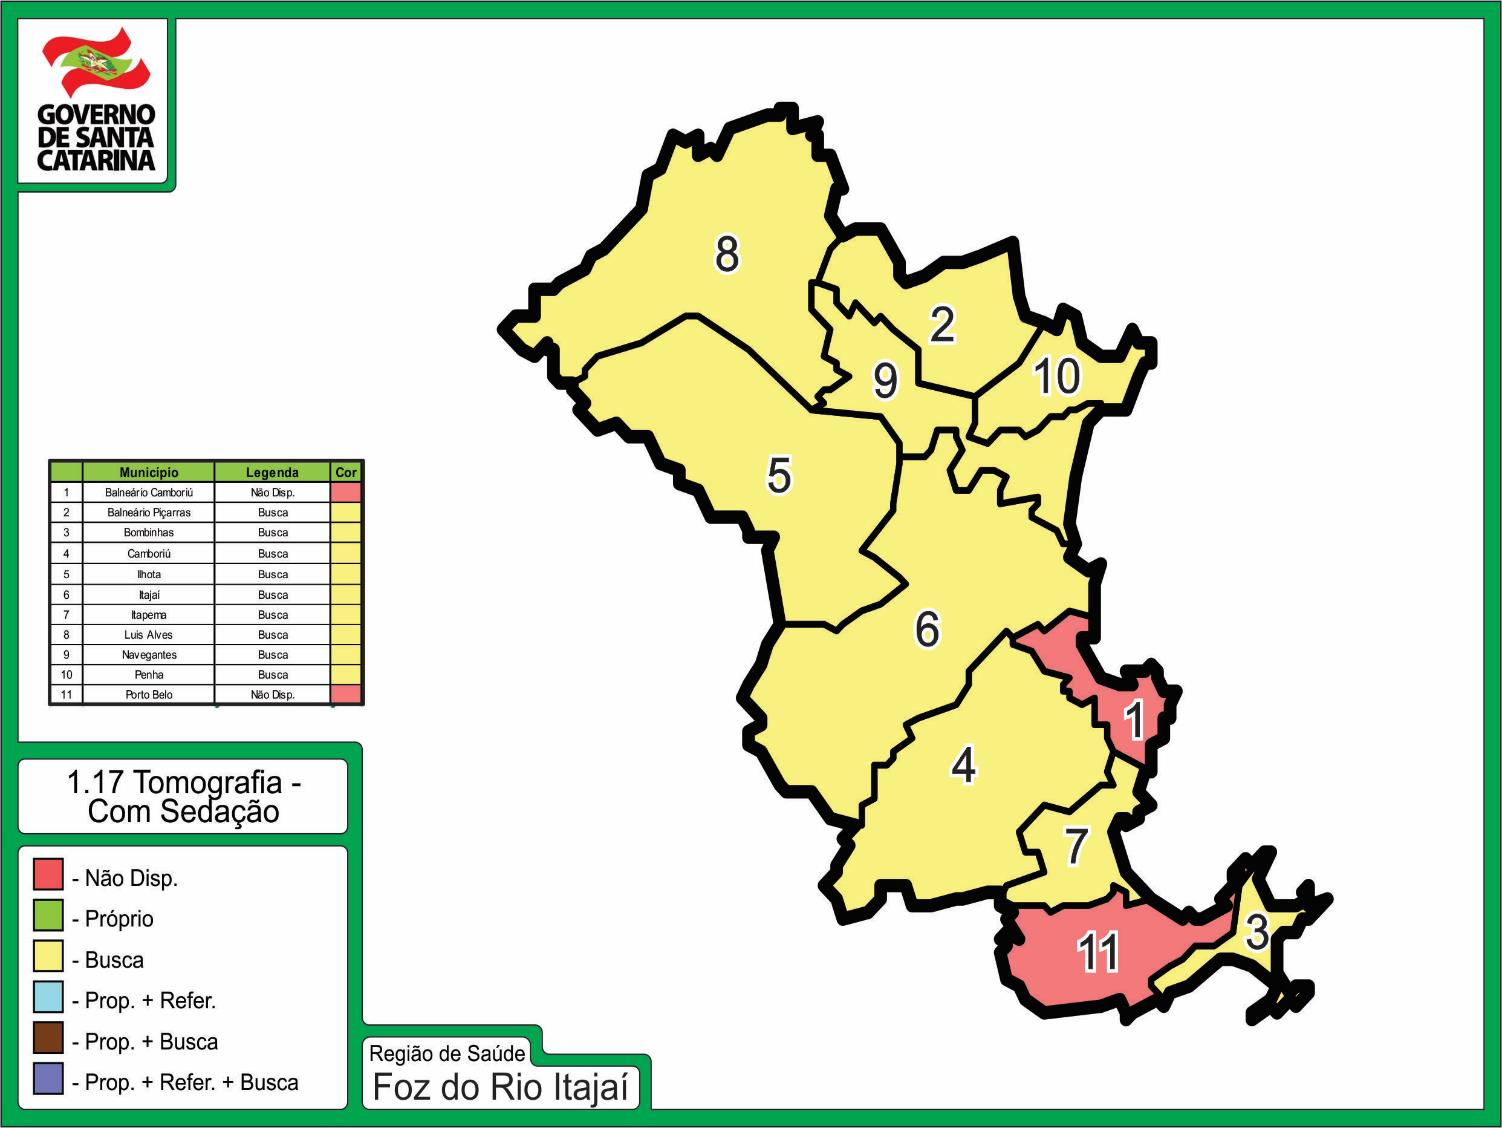 GOVERNO
DE SANTA
CATARINA
8
2
10
9
5
6
1
4
7
3
11
Município Legenda Cor
1 Balneário Camboriú Não Disp.
2 Balneário Piçarras Busca
3 Bombinhas Busca
4 Camboriú Busca
5 Ilhota Busca
6 Itajaí Busca
7 Itapema Busca
8 Luis Alves Busca
9 Navegantes Busca
10 Penha Busca
11 Porto Belo Não Disp.
1.17 Tomografia -
Com Sedação
- Não Disp.
- Próprio
- Busca
- Prop. + Refer.
- Prop. + Busca
- Prop. + Refer. + Busca
Região de Saúde
Foz do Rio Itajaí